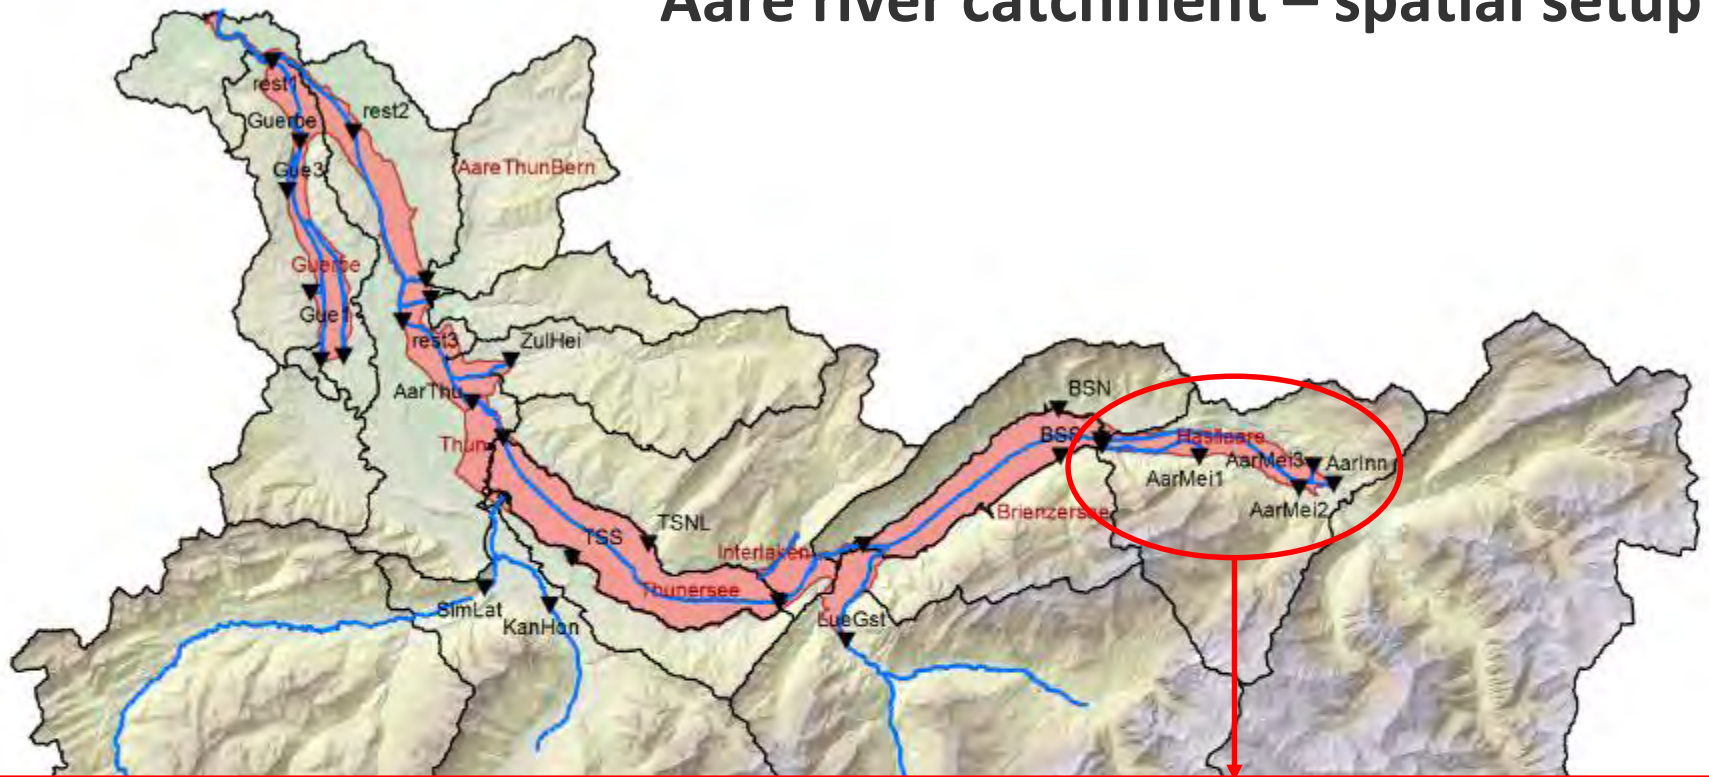 Aare river catchment – spatial setup
rest1
rest2
Guerbe
AareThunBern
Gue3
Guerbe
Gue1
rest3
ZulHei
AarThu
BSN
Thun
BSS
Hasliaare
AarMei3
AarInn
AarMei1
AarMei2
Brienzersee
TSS
TSNL
Interlaken
Thunersee
SimLat
KanHon
LueGst